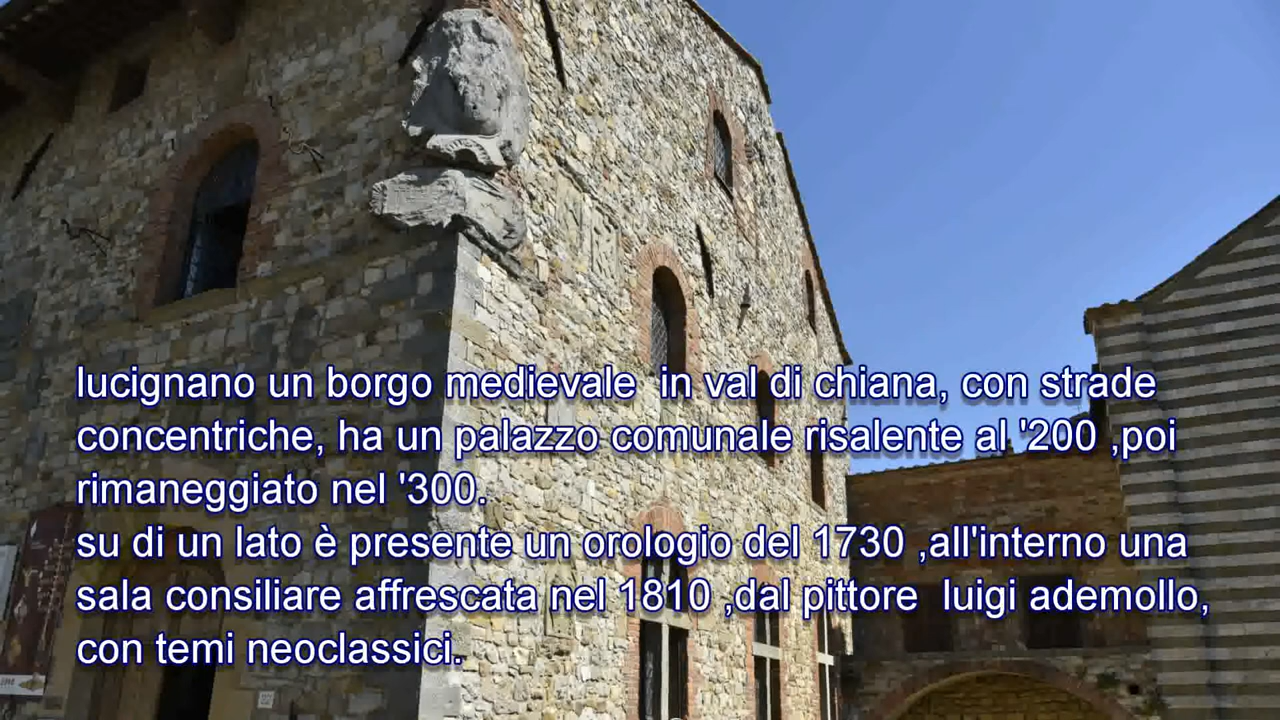 lucignano un borgo medievale  in val di chiana, con strade
concentriche, ha un palazzo comunale risalente al '200 ,poi
rimaneggiato nel '300.
su di un lato è presente un orologio del 1730 ,all'interno una
sala consiliare affrescata nel 1810 ,dal pittore  luigi ademollo,
con temi neoclassici.